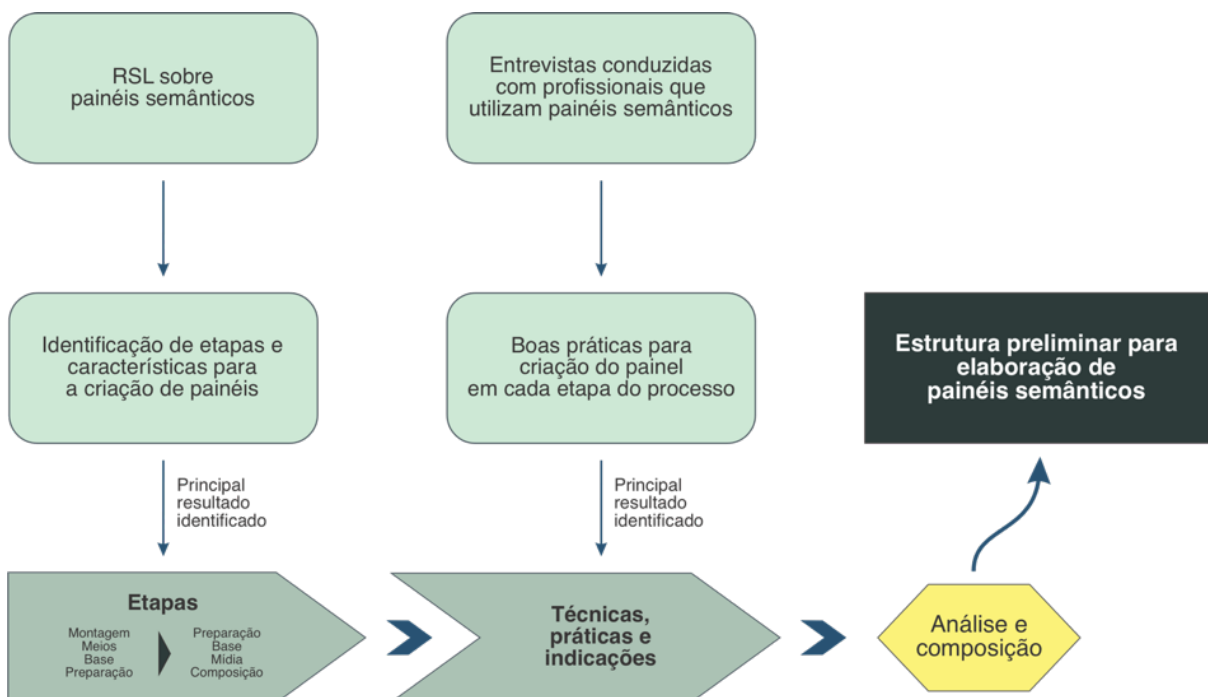 RSL sobre
painéis semânticos
Entrevistas conduzidas
com profissionais que
utilizam painéis semânticos
Identificação de etapas e
características para
a criação de painéis
Boas práticas para
criação do painel
em cada etapa do processo
Estrutura preliminar para
elaboração de
painéis semânticos
Principal
resultado
identificado
Principal
resultado
identificado
Etapas
Montagem
Meios
Base
Preparação
Preparação
Base
Mídia
Composição
Técnicas,
práticas e
indicações
Análise e
composição